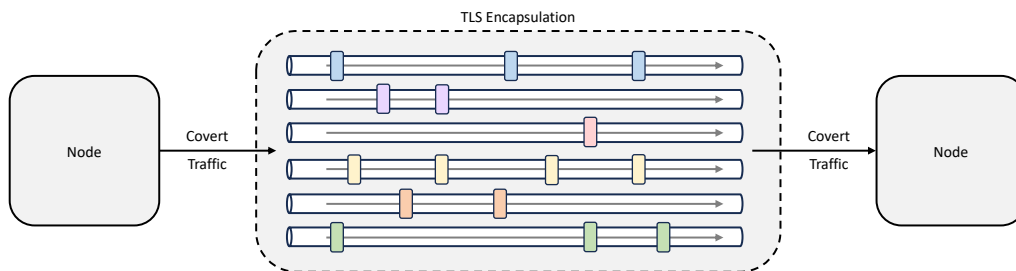 TLS Encapsulation
Node
Covert
Traffic
Covert
Traffic
Node